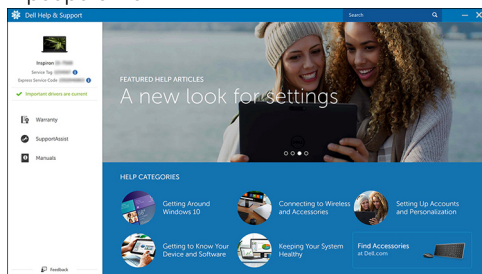 Dell Help & Support
Search
Inspiron
Service Tag
Express Service Code
Important drivers are current
Warranty
SupportAssist
Manuals
Feedback
FEATURED HELP ARTICLES
A new look for settings
HELP CATEGORIES
Getting Around
Windows 10
Connecting to Wireless
and Accessories
Setting Up Accounts
and Personalization
Getting to Know Your
Device and Software
Keeping Your System
Healthy
Find Accessories
at Dell.com